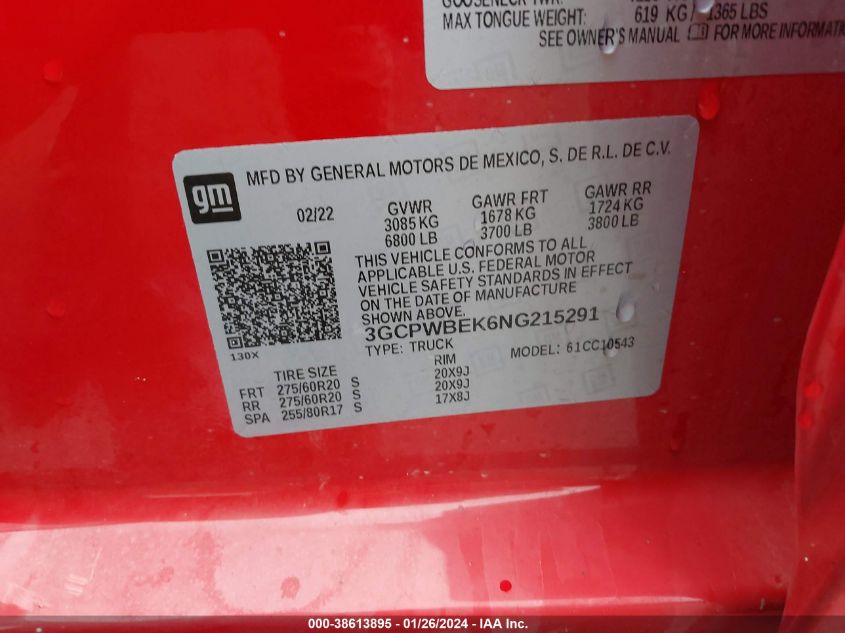 MAX TONGUE WEIGHT: 619 KG / 1365 LBS
SEE OWNER'S MANUAL FOR MORE INFORMATION
gm
MFD BY GENERAL MOTORS DE MEXICO, S. DE R.L. DE C.V.
02/22 GVWR GAWR FRT GAWR RR
3085 KG 1678 KG 1724 KG
6800 LB 3700 LB 3800 LB
THIS VEHICLE CONFORMS TO ALL
APPLICABLE U.S. FEDERAL MOTOR
VEHICLE SAFETY STANDARDS IN EFFECT
ON THE DATE OF MANUFACTURE
SHOWN ABOVE.
3GCPWBEK6NG215291
TYPE: TRUCK MODEL: 61CC10543
130X
TIRE SIZE RIM
FRT 275/60R20 S 20X9J
RR 275/60R20 S 20X9J
SPA 255/80R17 S 17X8J
000-38613895 - 01/26/2024 - IAA Inc.